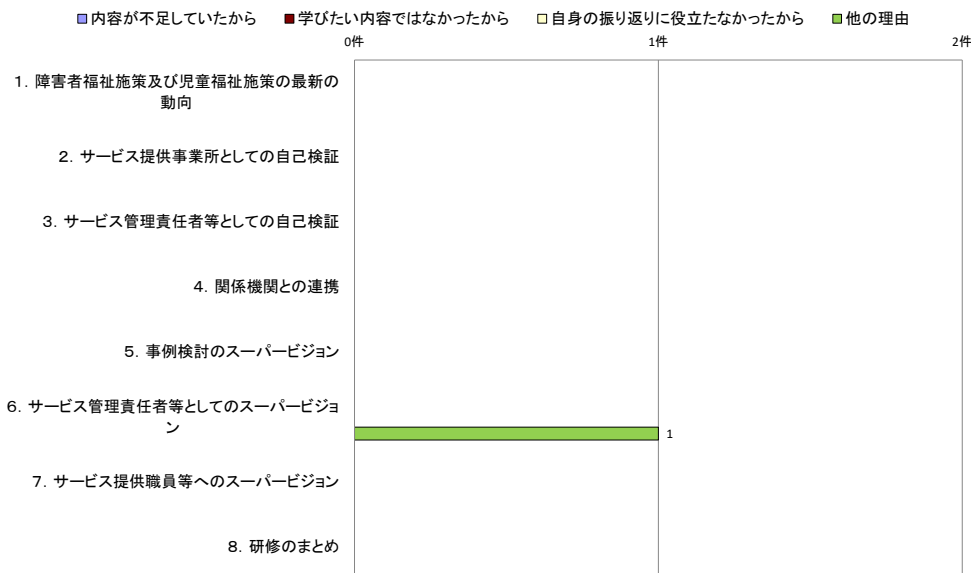 内容が不足していたから 学びたい内容ではなかったから 自身の振り返りに役立たなかったから 他の理由
0件 1件 2件
1．障害者福祉施策及び児童福祉施策の最新の
動向
2．サービス提供事業所としての自己検証
3．サービス管理責任者等としての自己検証
4．関係機関との連携
5．事例検討のスーパービジョン
6．サービス管理責任者等としてのスーパービジョ
ン
1
7．サービス提供職員等へのスーパービジョン
8．研修のまとめ